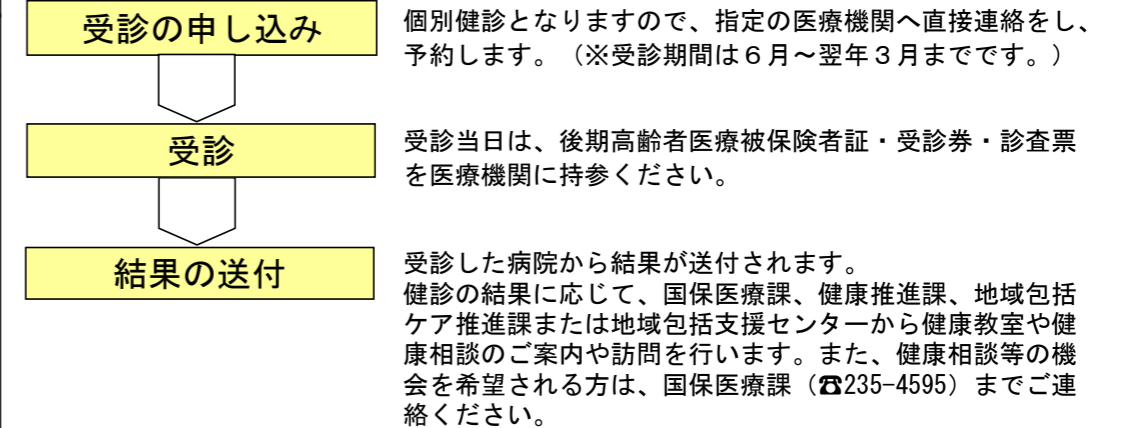 受診の申し込み
個別健診となりますので、指定の医療機関へ直接連絡をし、
予約します。（※受診期間は６月～翌年３月までです。）
受診
受診当日は、後期高齢者医療被保険者証・受診券・診査票
を医療機関に持参ください。
結果の送付
受診した病院から結果が送付されます。
健診の結果に応じて、国保医療課、健康推進課、地域包括
ケア推進課または地域包括支援センターから健康教室や健
康相談のご案内や訪問を行います。また、健康相談等の機
会を希望される方は、国保医療課（☎235-4595）までご連
絡ください。